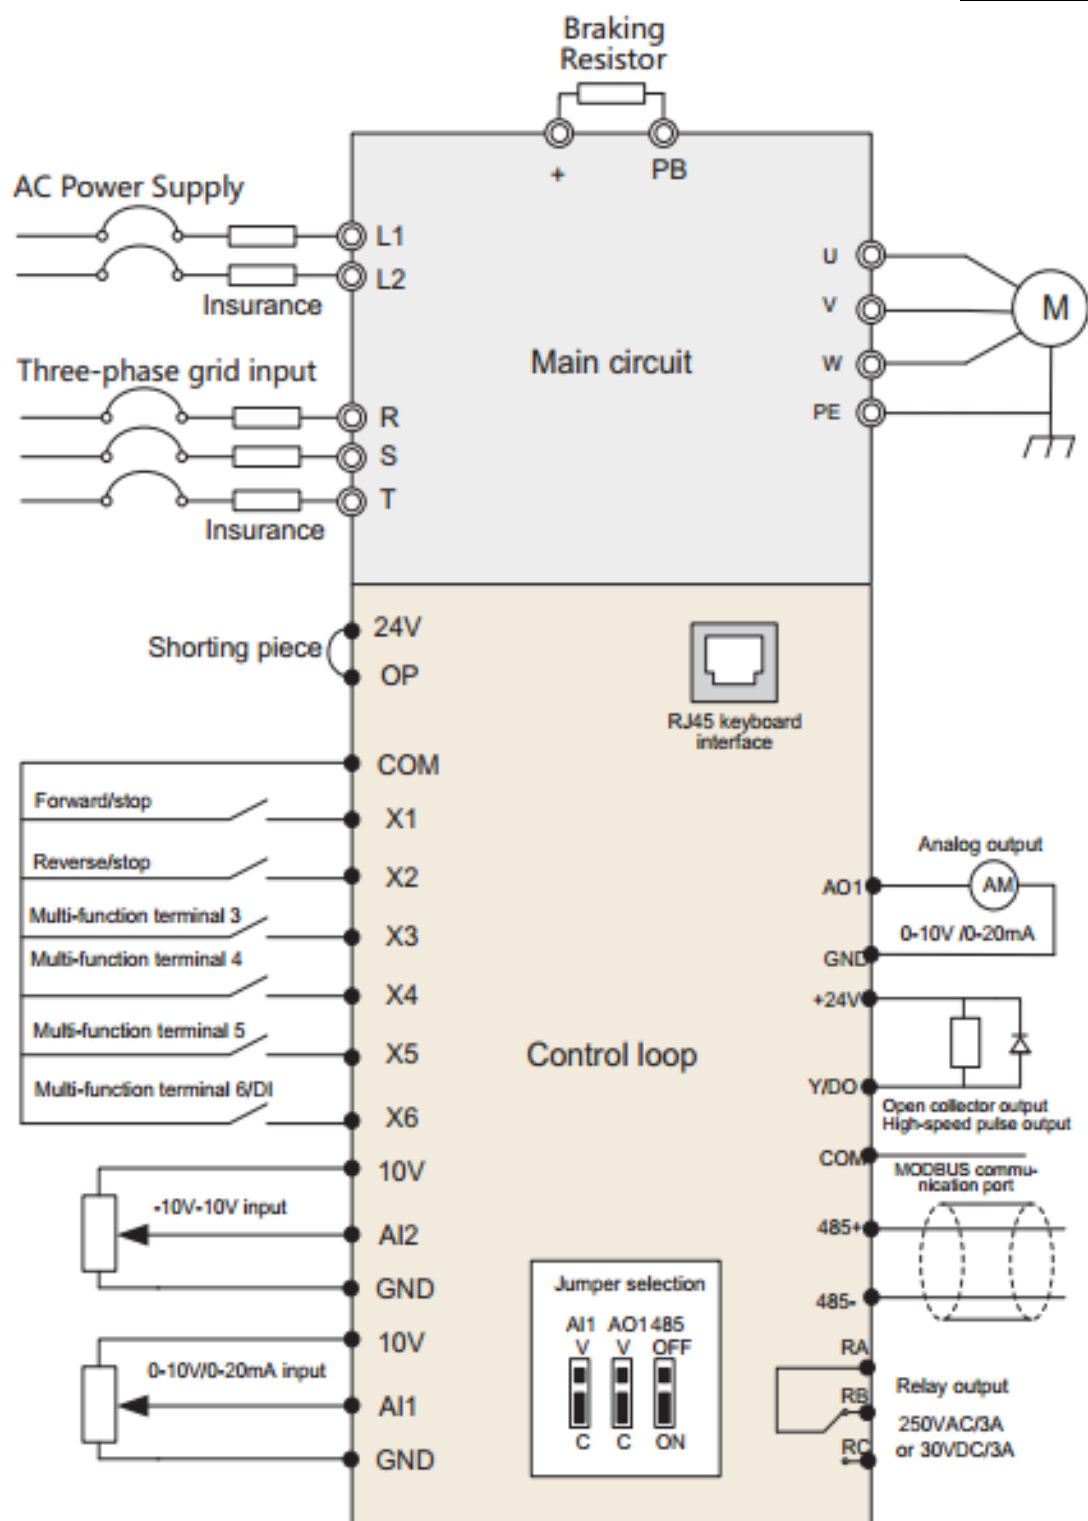 Braking
Resistor
+
PB
AC Power Supply
L1
L2
Insurance
U
V
W
PE
M
Main circuit
Three-phase grid input
R
S
T
Insurance
24V
Shorting piece
OP
RJ45 keyboard
interface
COM
Forward/stop
X1
Reverse/stop
X2
Multi-function terminal 3
X3
Multi-function terminal 4
X4
Multi-function terminal 5
X5
Multi-function terminal 6/DI
X6
Control loop
Analog output
AO1
AM
0-10V /0-20mA
GND
+24V
Y/DO
Open collector output
High-speed pulse output
COM
MODBUS commu-
nication port
485+
485-
10V
-10V-10V input
AI2
GND
10V
0-10V/0-20mA input
AI1
GND
Jumper selection
AI1 AO1 485
V V OFF
C C ON
RA
RB
RC
Relay output
250VAC/3A
or 30VDC/3A